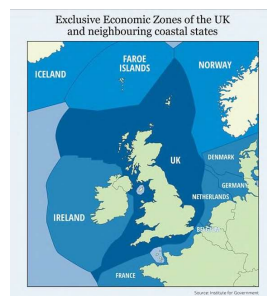 Exclusive Economic Zones of the UK
and neighbouring coastal states
ICELAND
FAROE
ISLANDS
NORWAY
UK
DENMARK
GERMANY
NETHERLANDS
IRELAND
BELGIUM
FRANCE
Source: Institute for Government